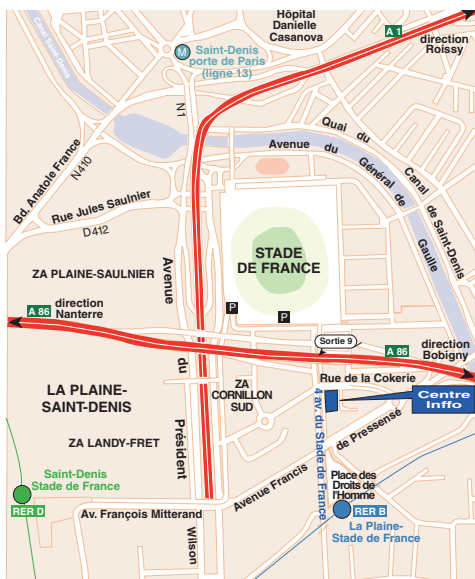 Hôpital
Danielle
Casanova
A 1
direction
Roissy
Canal Saint-Denis
M
Saint-Denis
porte de Paris
(ligne 13)
N1
Quai du
Canal de Saint-Denis
Avenue du Général de Gaulle
Bd. Anatole France
N410
Rue Jules Saulnier
D412
STADE
DE FRANCE
ZA PLAINE-SAULNIER
Avenue du Président Wilson
P
P
A 86
direction
Nanterre
Sortie 9
A 86
direction
Bobigny
Rue de la Cokerie
LA PLAINE-
SAINT-DENIS
ZA
CORNILLON
SUD
Centre
Inffo
4 av. du Stade de France
ZA LANDY-FRET
Avenue Francis de Pressensé
Saint-Denis
Stade de France
RER D
Place des
Droits de
l'Homme
Av. François Mitterand
RER B
La Plaine-
Stade de France